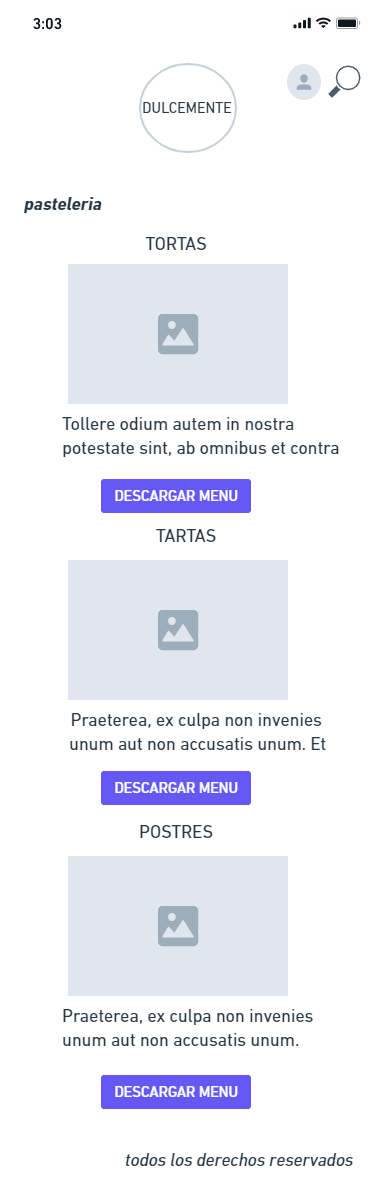 3:03
DULCEMENTE
pasteleria
TORTAS
Tollere odium autem in nostra
potestate sint, ab omnibus et contra
DESCARGAR MENU
TARTAS
Praeterea, ex culpa non invenies
unum aut non accusatis unum. Et
DESCARGAR MENU
POSTRES
Praeterea, ex culpa non invenies
unum aut non accusatis unum.
DESCARGAR MENU
todos los derechos reservados